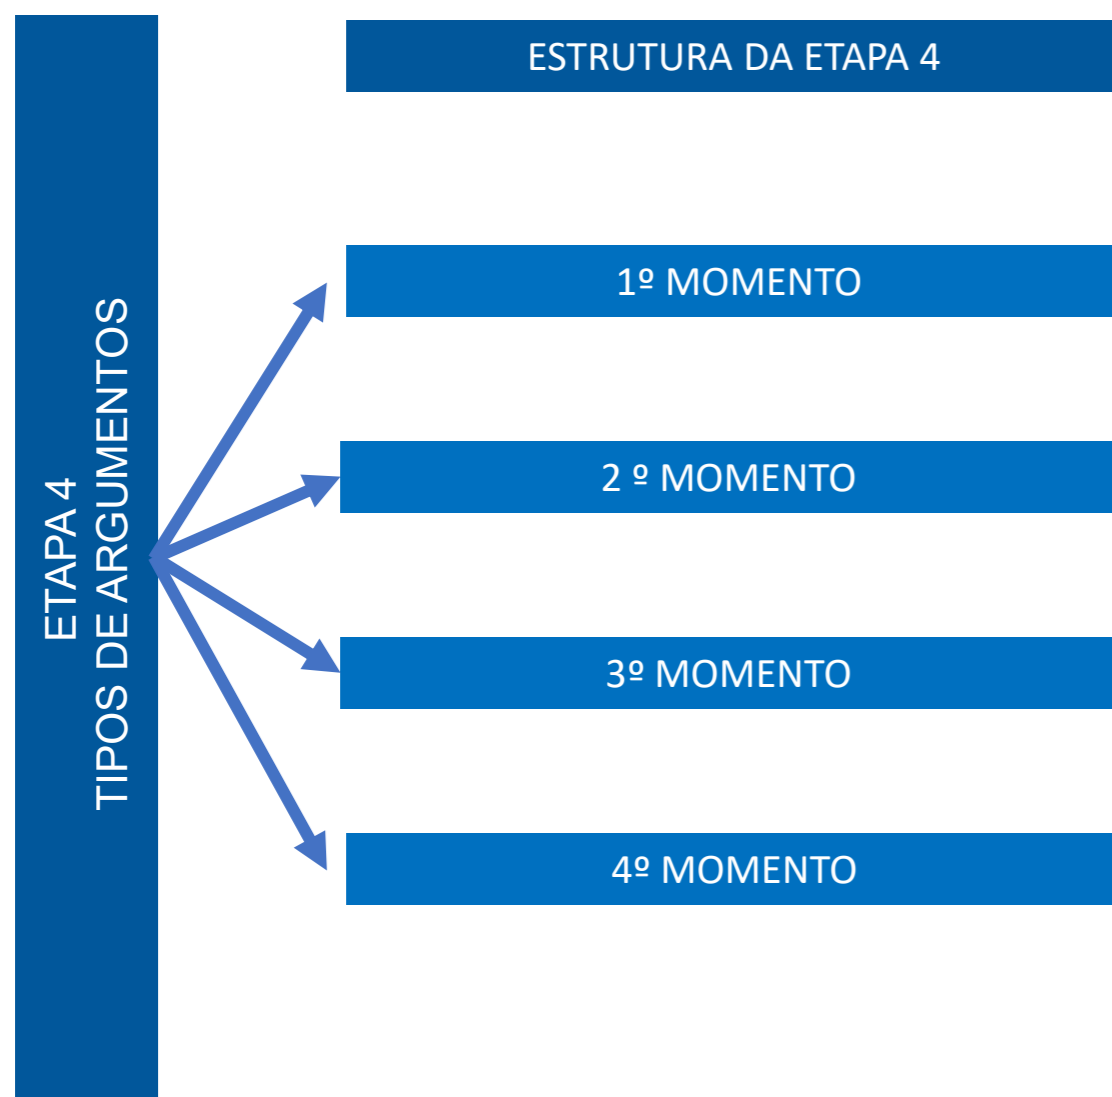 ETAPA 4
TIPOS DE ARGUMENTOS
ESTRUTURA DA ETAPA 4
1º MOMENTO
2 º MOMENTO
3º MOMENTO
4º MOMENTO